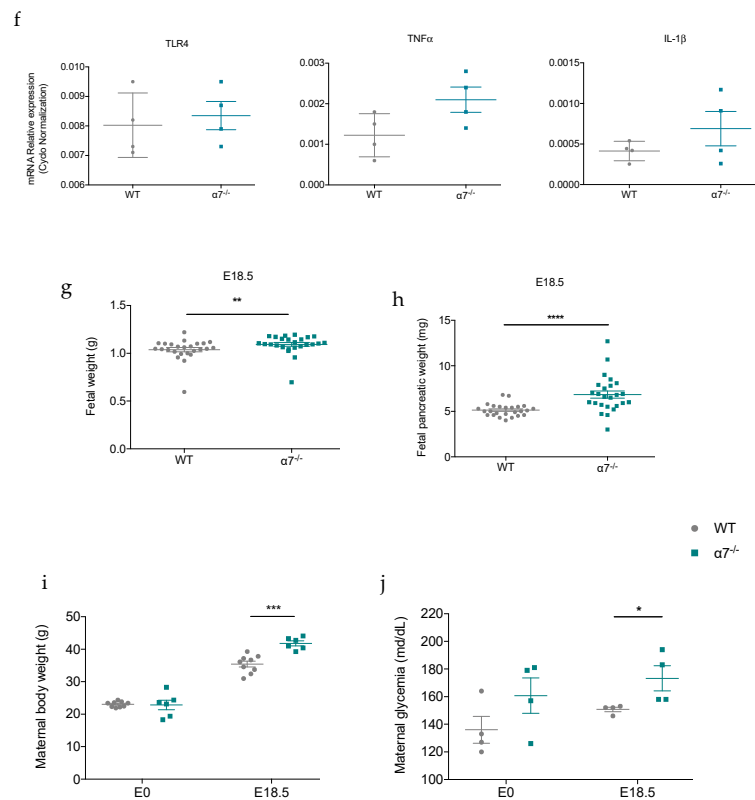 f
TLR4
TNFα
IL-1β
mRNA Relative expression
(Cyclo Normalization)
0.010
0.009
0.008
0.007
0.006
WT
α7-/-
0.003
0.002
0.001
0.000
WT
α7-/-
0.0015
0.0010
0.0005
0.0000
WT
α7-/-
g
E18.5
**
Fetal weight (g)
1.5
1.0
0.5
0.0
WT
α7-/-
h
E18.5
****
Fetal pancreatic weight (mg)
15
10
5
0
WT
α7-/-
WT
α7-/-
i
***
Maternal body weight (g)
50
40
30
20
10
0
E0
E18.5
j
*
Maternal glycemia (md/dL)
220
200
180
160
140
120
100
E0
E18.5